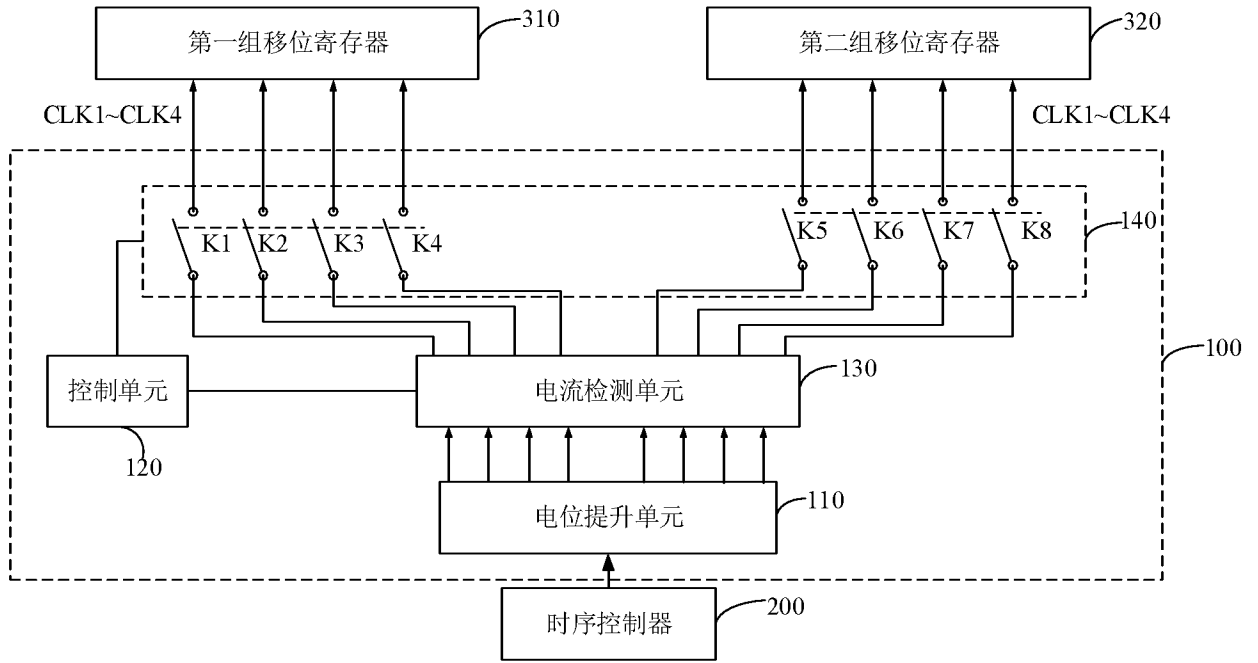 第一组移位寄存器
310
第二组移位寄存器
320
CLK1~CLK4
CLK1~CLK4
K1
K2
K3
K4
K5
K6
K7
K8
140
100
控制单元
120
电流检测单元
130
电位提升单元
110
时序控制器
200